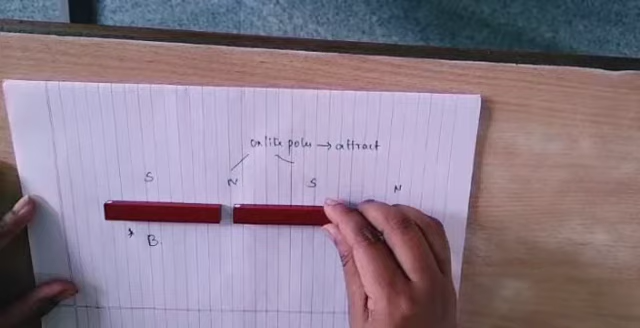 unlike poles → attract
S N S N
B.